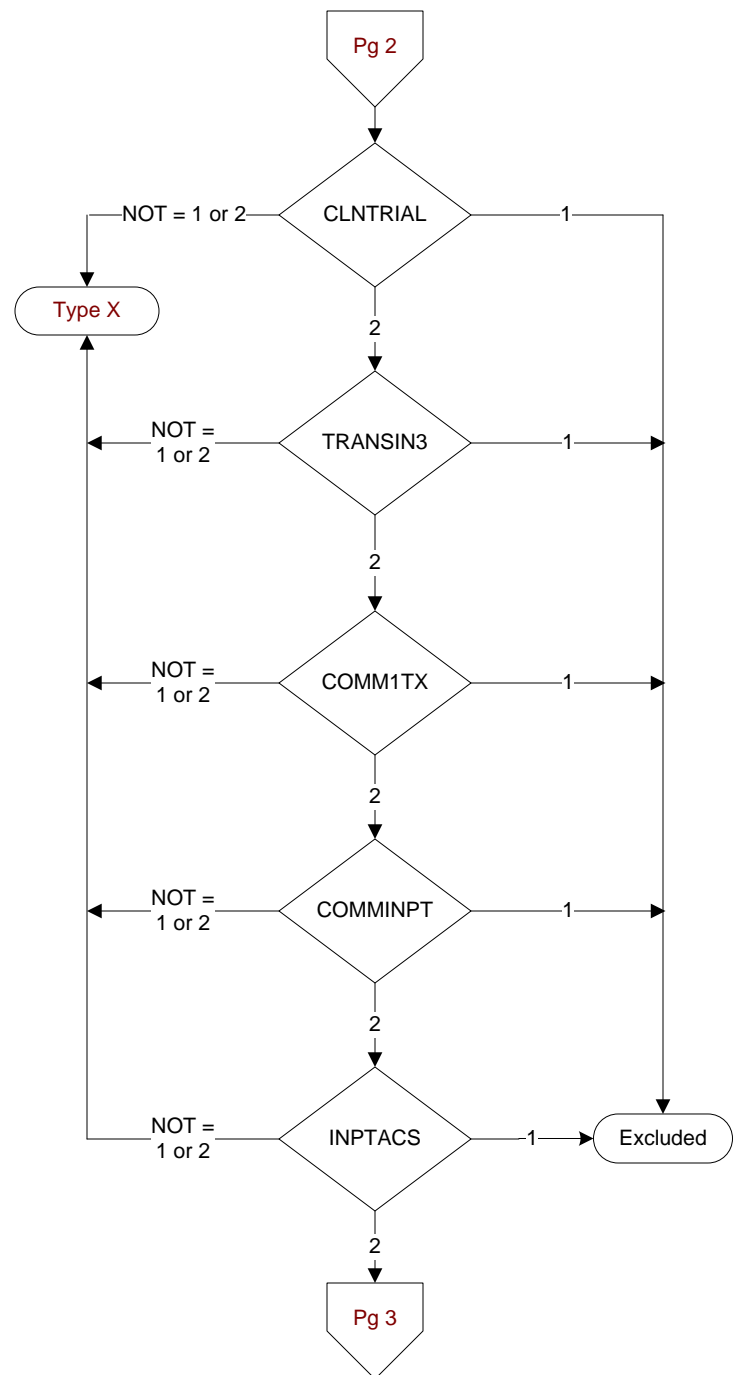 Pg 2
NOT = 1 or 2
CLNTRIAL
1
Type X
2
NOT =
1 or 2
TRANSIN3
1
2
NOT =
1 or 2
COMM1TX
1
2
NOT =
1 or 2
COMMINPT
1
2
NOT =
1 or 2
INPTACS
1
Excluded
2
Pg 3